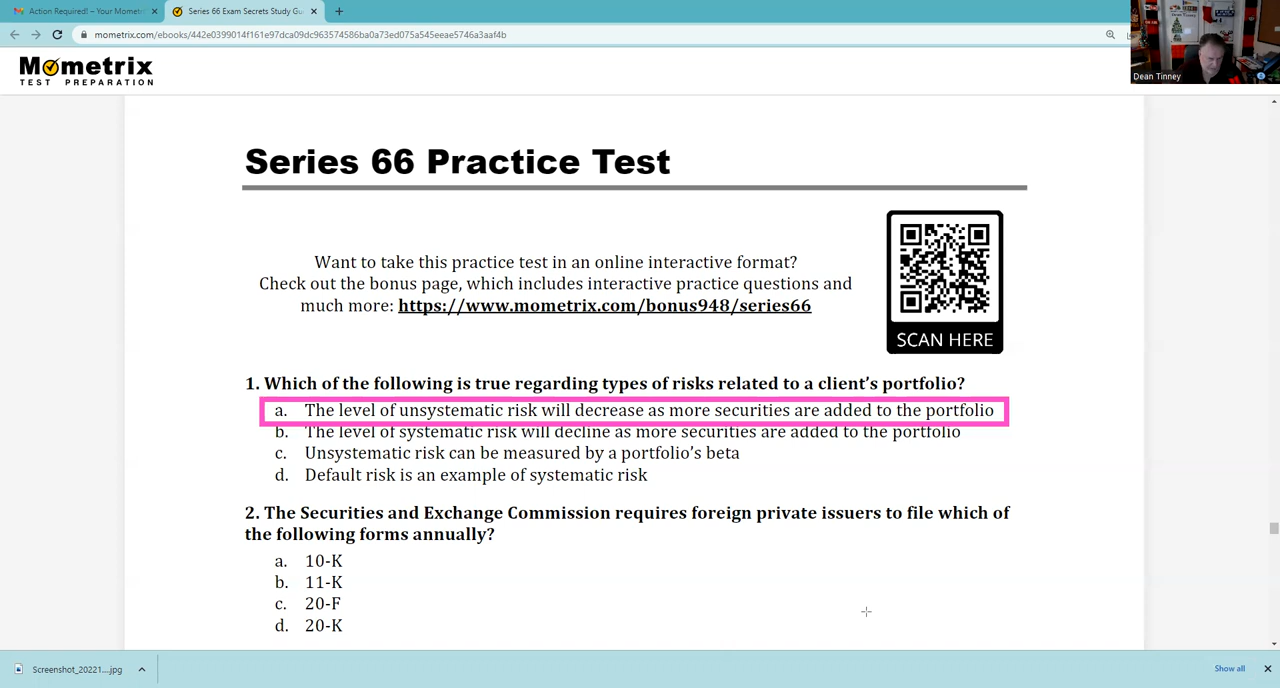 Action Required! – Your Mometr
Series 66 Exam Secrets Study Gu
mometrix.com/ebooks/442e0399014f161e97dca09dc963574586ba0a73ed075a545eeae5746a3aaf4b
Dean Tinney
Mometrix
TEST PREPARATION
Series 66 Practice Test
Want to take this practice test in an online interactive format?
Check out the bonus page, which includes interactive practice questions and
much more: https://www.mometrix.com/bonus948/series66
SCAN HERE
1. Which of the following is true regarding types of risks related to a client's portfolio?
a. The level of unsystematic risk will decrease as more securities are added to the portfolio
b. The level of systematic risk will decline as more securities are added to the portfolio
c. Unsystematic risk can be measured by a portfolio's beta
d. Default risk is an example of systematic risk
2. The Securities and Exchange Commission requires foreign private issuers to file which of
the following forms annually?
a. 10-K
b. 11-K
c. 20-F
d. 20-K
Screenshot_20221....jpg
Show all